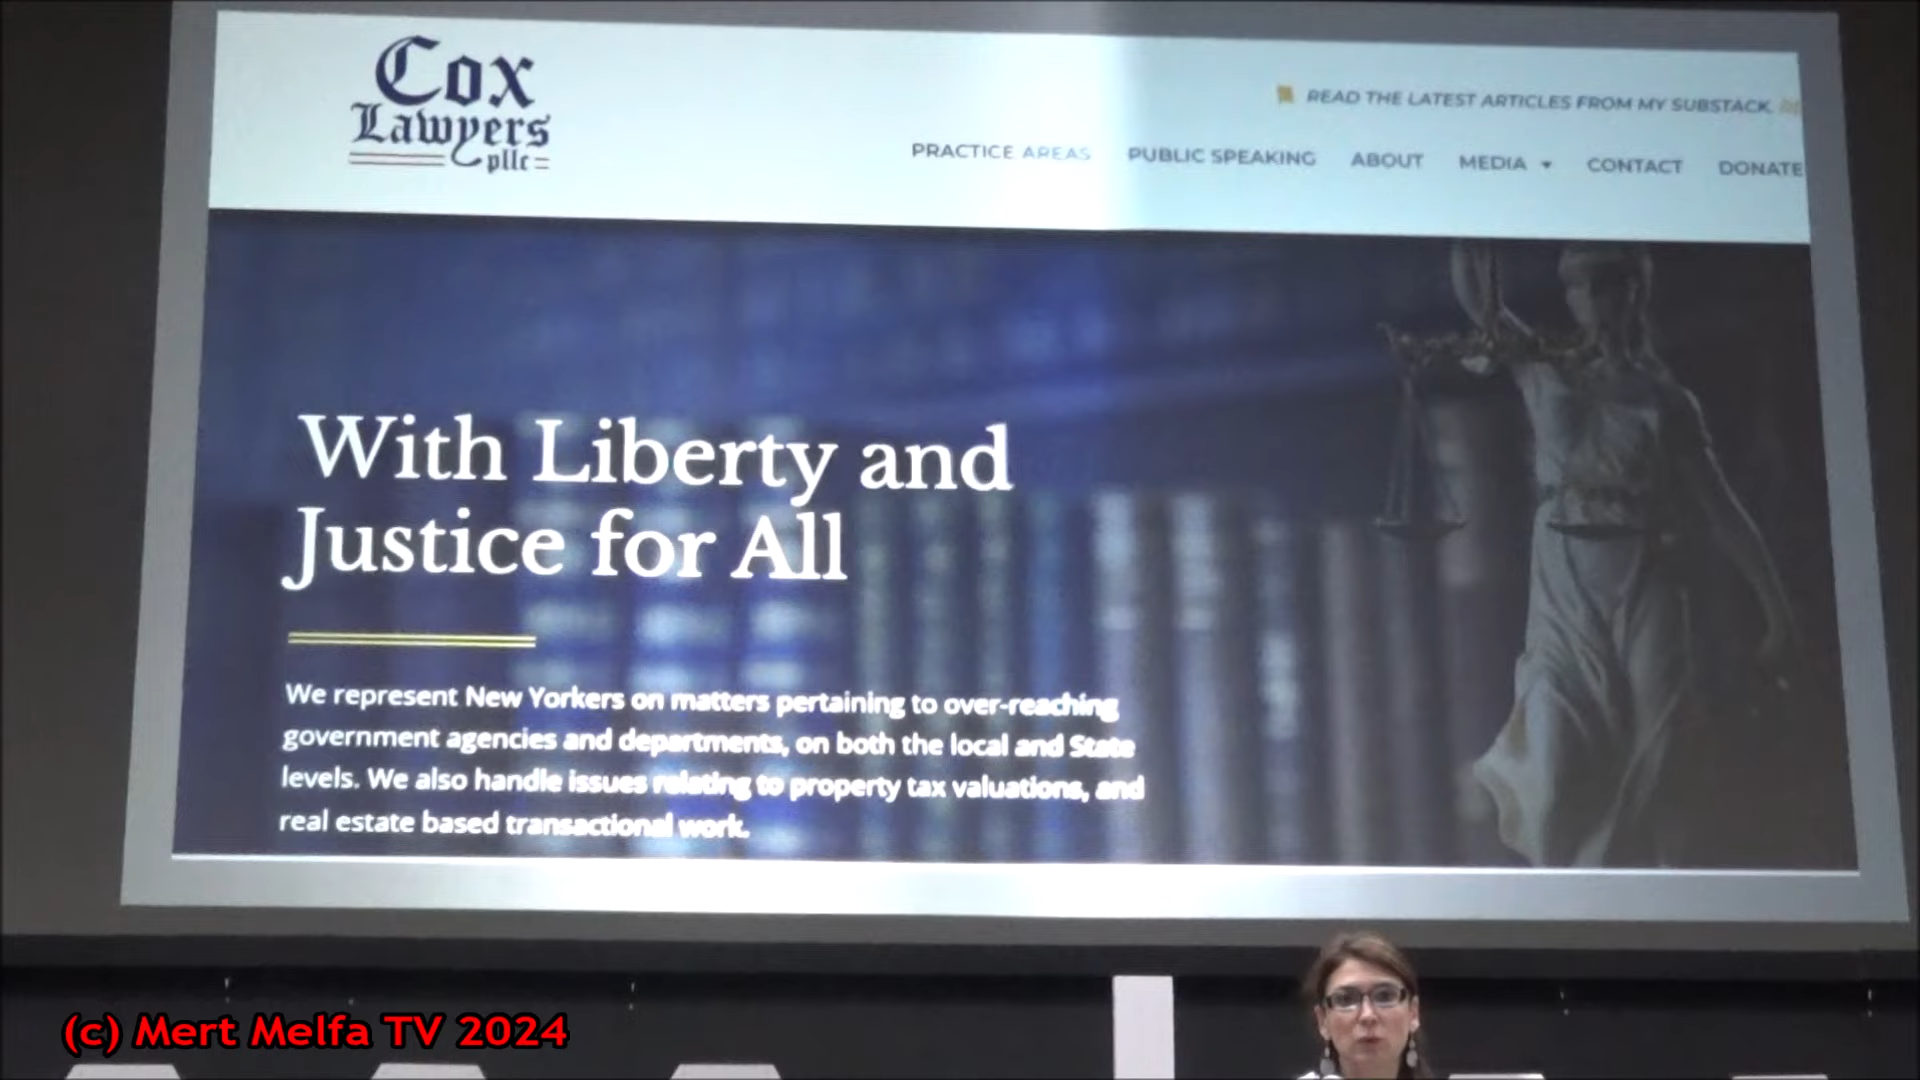 Cox
Lawyers
pllc
READ THE LATEST ARTICLES FROM MY SUBSTACK.
PRACTICE AREAS PUBLIC SPEAKING ABOUT MEDIA CONTACT DONATE
With Liberty and
Justice for All
We represent New Yorkers on matters pertaining to over-reaching
government agencies and departments, on both the local and State
levels. We also handle issues relating to property tax valuations, and
real estate based transactional work.
(c) Mert Melfa TV 2024